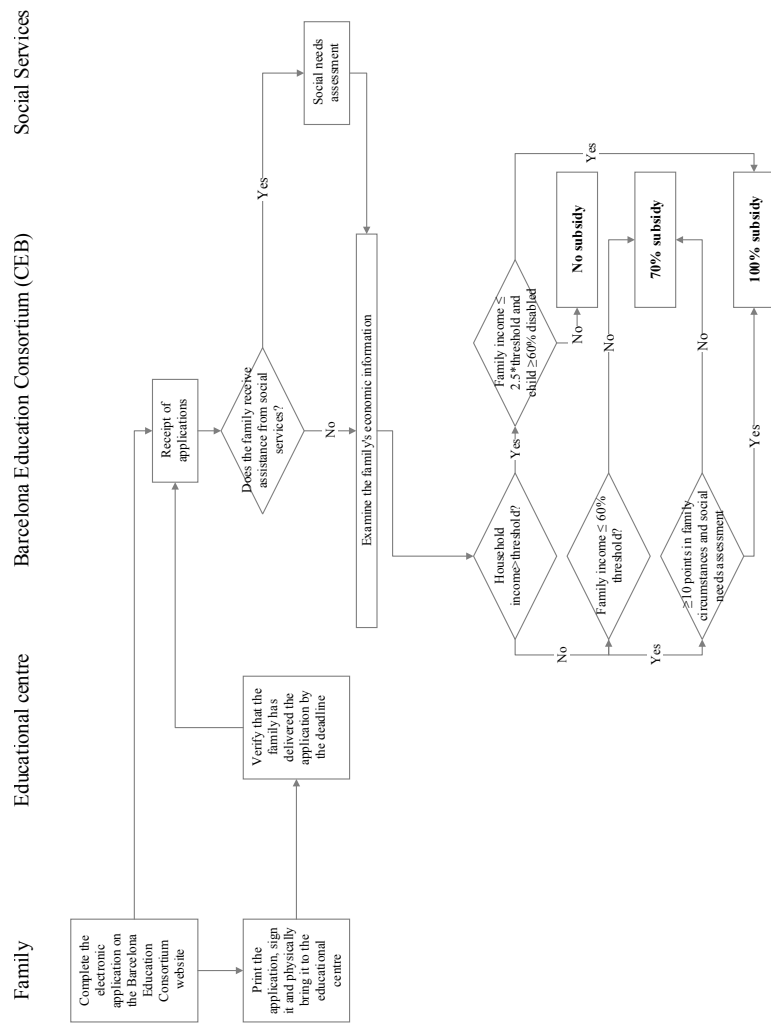 Family
Educational centre
Barcelona Education Consortium (CEB)
Social Services
Complete the
electronic
application on
the Barcelona
Education
Consortium
website
Print the
application, sign
it and physically
bring it to the
educational
centre
Verify that the
family has
delivered the
application by
the deadline
Receipt of
applications
Does the family receive
assistance from social
services?
Yes
No
Social needs
assessment
Examine the family's economic information
Household
income>threshold?
Yes
No
Family income ≤
2.5*threshold and
child ≥60% disabled
Yes
No
Family income ≤ 60%
threshold?
No
Yes
≥10 points in family
circumstances and social
needs assessment
No
Yes
No subsidy
70% subsidy
100% subsidy